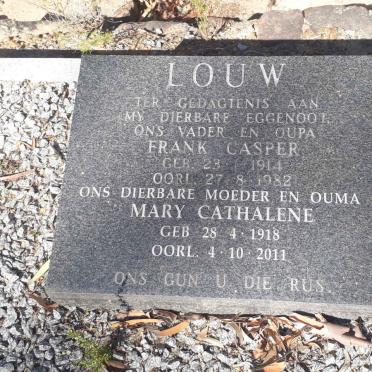 LOUW
TER GEDAGTENIS AAN
MY DIERBARE EGGENOOT,
ONS VADER EN OUPA
FRANK CASPER
GEB. 23 · 1 · 1914
OORL. 27 · 8 · 1982
ONS DIERBARE MOEDER EN OUMA
MARY CATHALENE
GEB 28 · 4 · 1918
OORL. 4 · 10 · 2011
ONS GUN U DIE RUS.